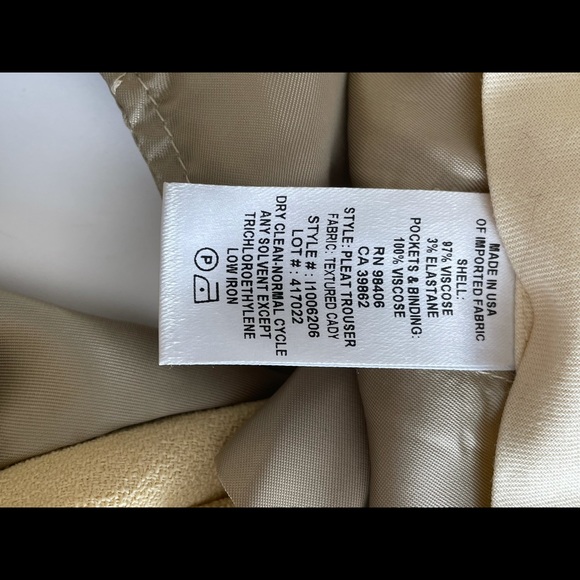 MADE IN USA
OF IMPORTED FABRIC
SHELL:
97% VISCOSE
3% ELASTANE
POCKETS & BINDING:
100% VISCOSE
RN 98406
CA 39862
STYLE: PLEAT TROUSER
FABRIC: TEXTURED CADY
STYLE # : I1006206
LOT # : 417022
DRY CLEAN-NORMAL CYCLE
ANY SOLVENT EXCEPT
TRICHLOROETHYLENE
LOW IRON
P